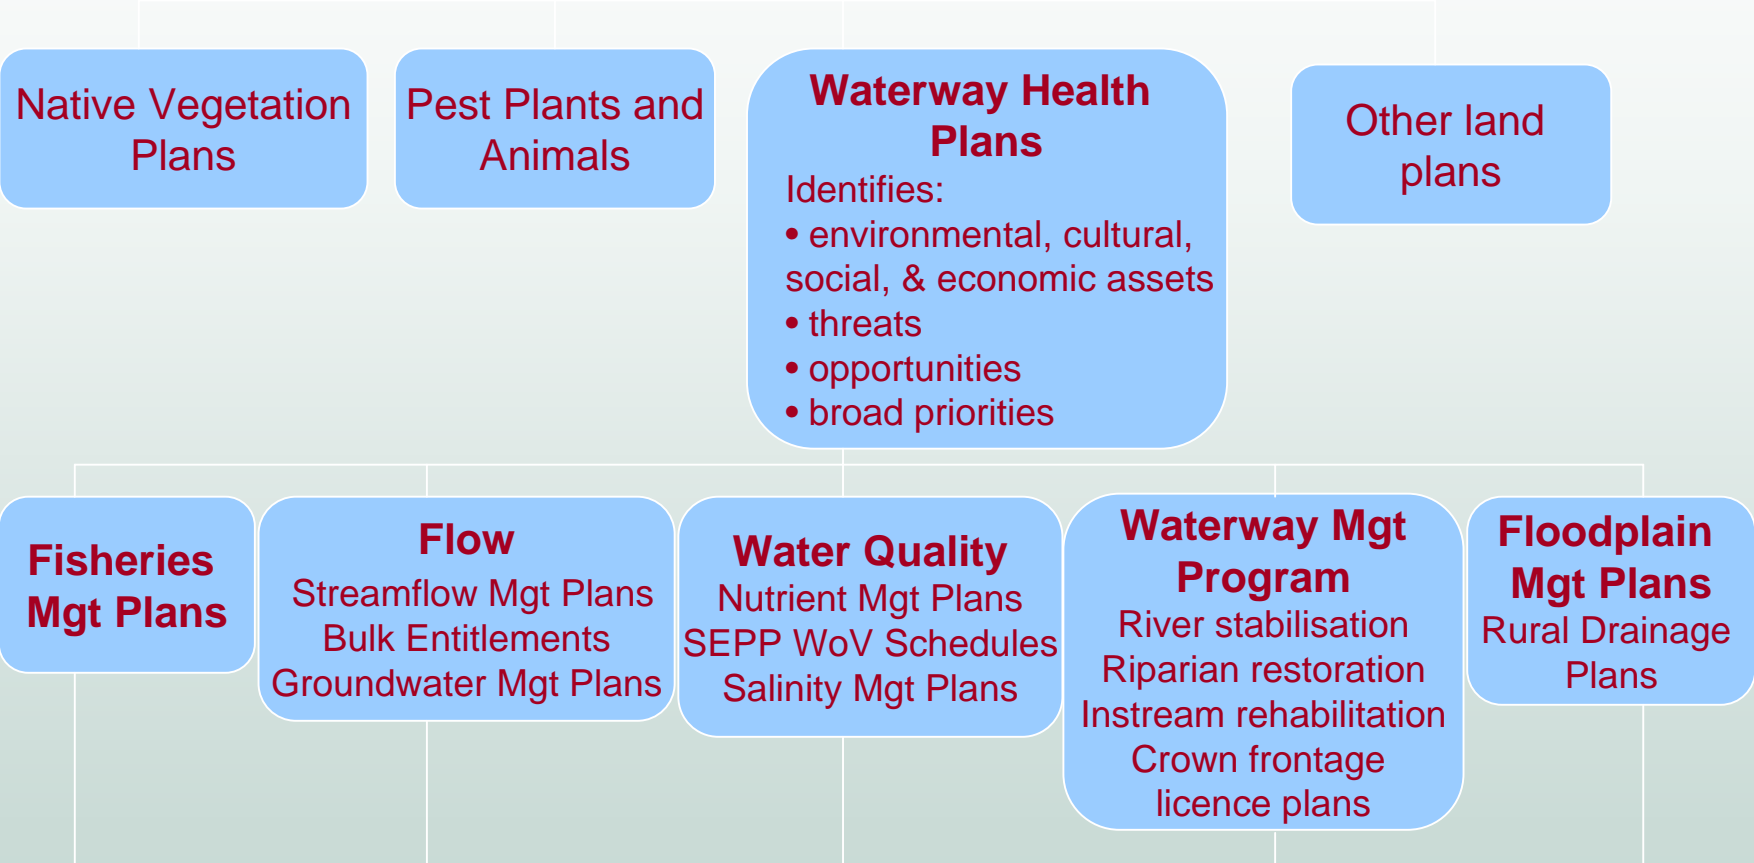 Native Vegetation
Plans
Pest Plants and
Animals
Waterway Health
Plans
Identifies:
• environmental, cultural,
social, & economic assets
• threats
• opportunities
• broad priorities
Other land
plans
Fisheries
Mgt Plans
Flow
Streamflow Mgt Plans
Bulk Entitlements
Groundwater Mgt Plans
Water Quality
Nutrient Mgt Plans
SEPP WoV Schedules
Salinity Mgt Plans
Waterway Mgt
Program
River stabilisation
Riparian restoration
Instream rehabilitation
Crown frontage
licence plans
Floodplain
Mgt Plans
Rural Drainage
Plans